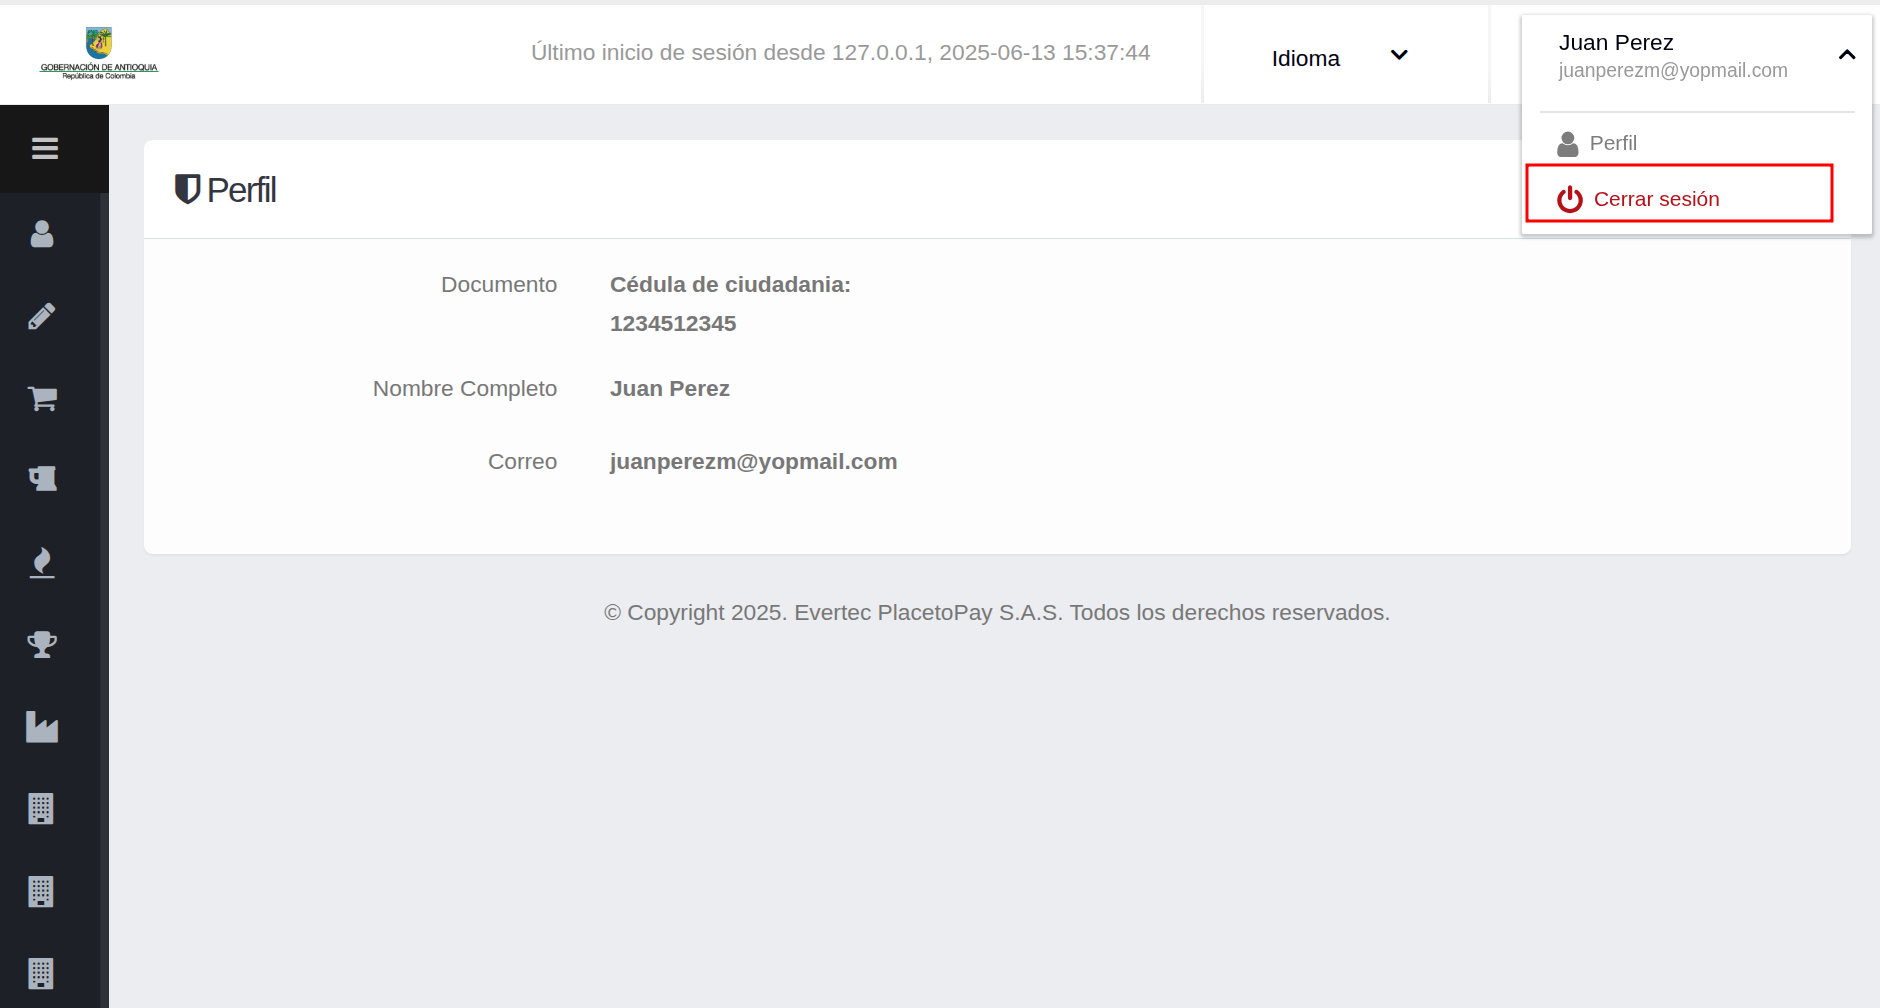 GOBERNACIÓN DE ANTIOQUIA
República de Colombia
Último inicio de sesión desde 127.0.0.1, 2025-06-13 15:37:44
Idioma
Juan Perez
juanperezm@yopmail.com
Perfil
Cerrar sesión
Perfil
Documento
Cédula de ciudadania:
1234512345
Nombre Completo
Juan Perez
Correo
juanperezm@yopmail.com
© Copyright 2025. Evertec PlacetoPay S.A.S. Todos los derechos reservados.